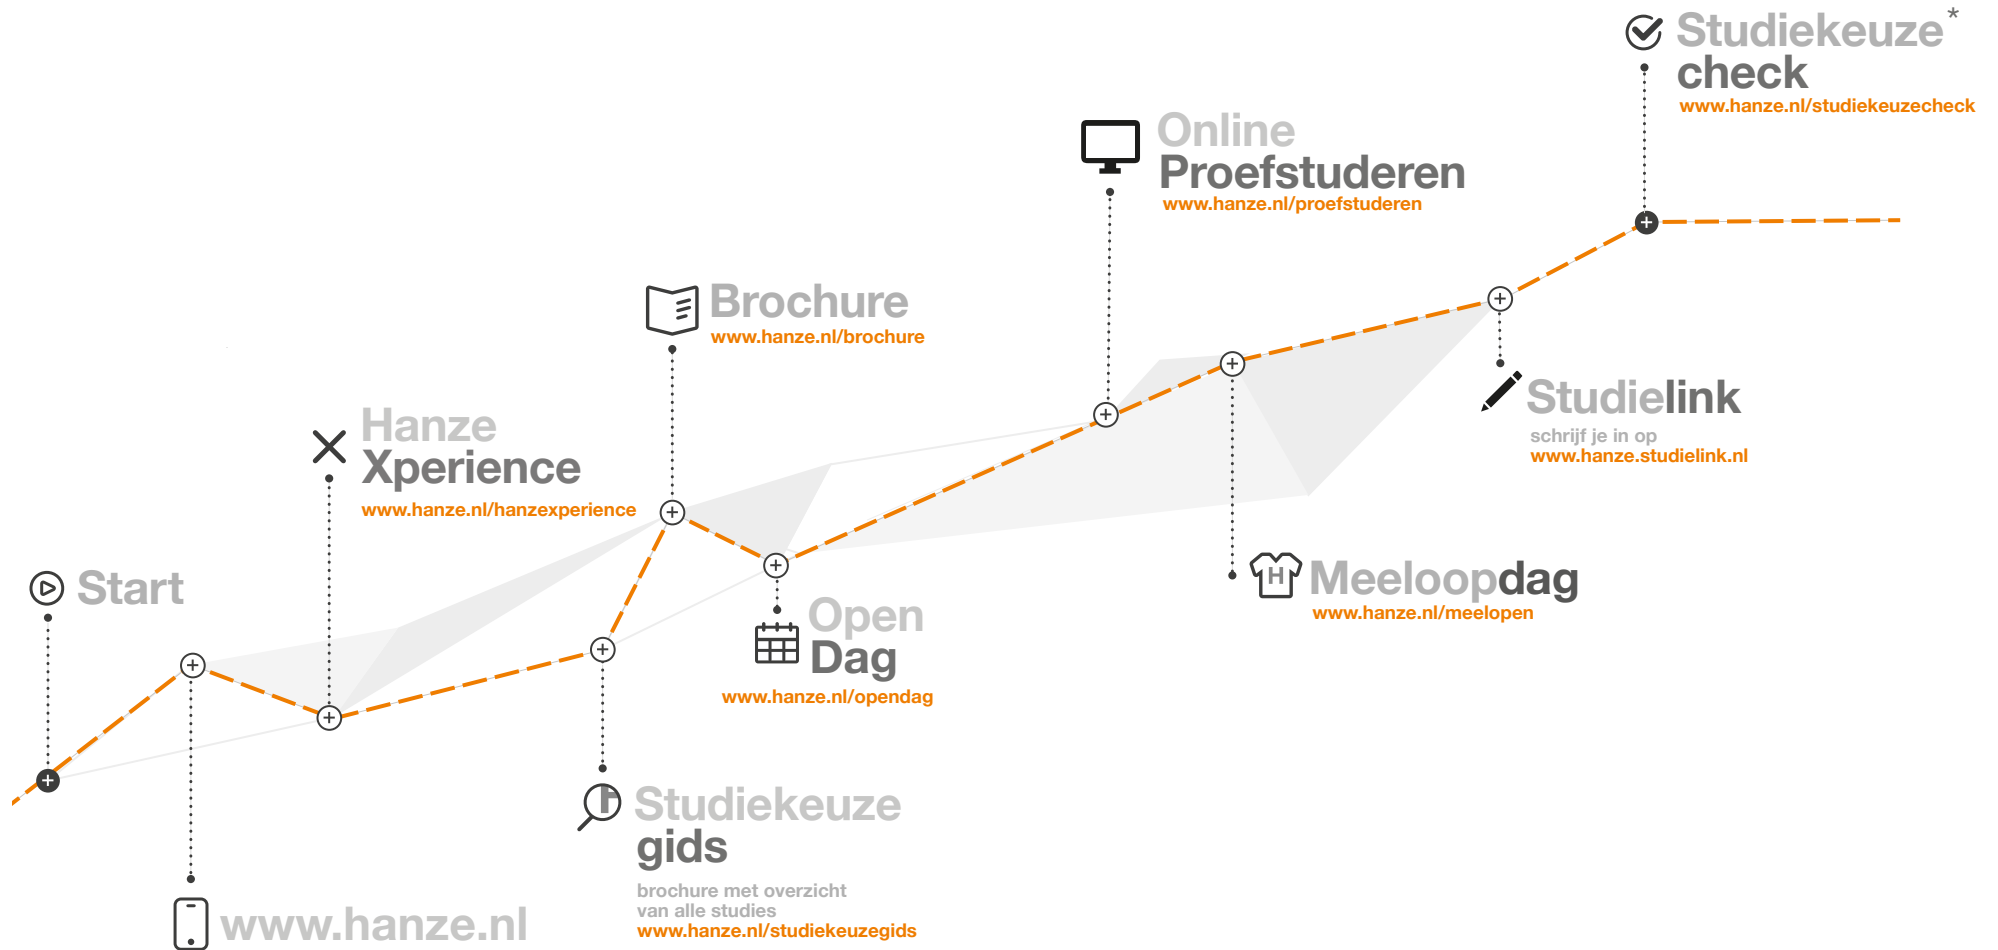 Start
www.hanze.nl
Hanze
Xperience
www.hanze.nl/hanzexperience
Studiekeuze
gids
brochure met overzicht
van alle studies
www.hanze.nl/studiekeuzegids
Brochure
www.hanze.nl/brochure
Open
Dag
www.hanze.nl/opendag
Online
Proefstuderen
www.hanze.nl/proefstuderen
H
Meeloopdag
www.hanze.nl/meelopen
Studielink
schrijf je in op
www.hanze.studielink.nl
Studiekeuze*
check
www.hanze.nl/studiekeuzecheck